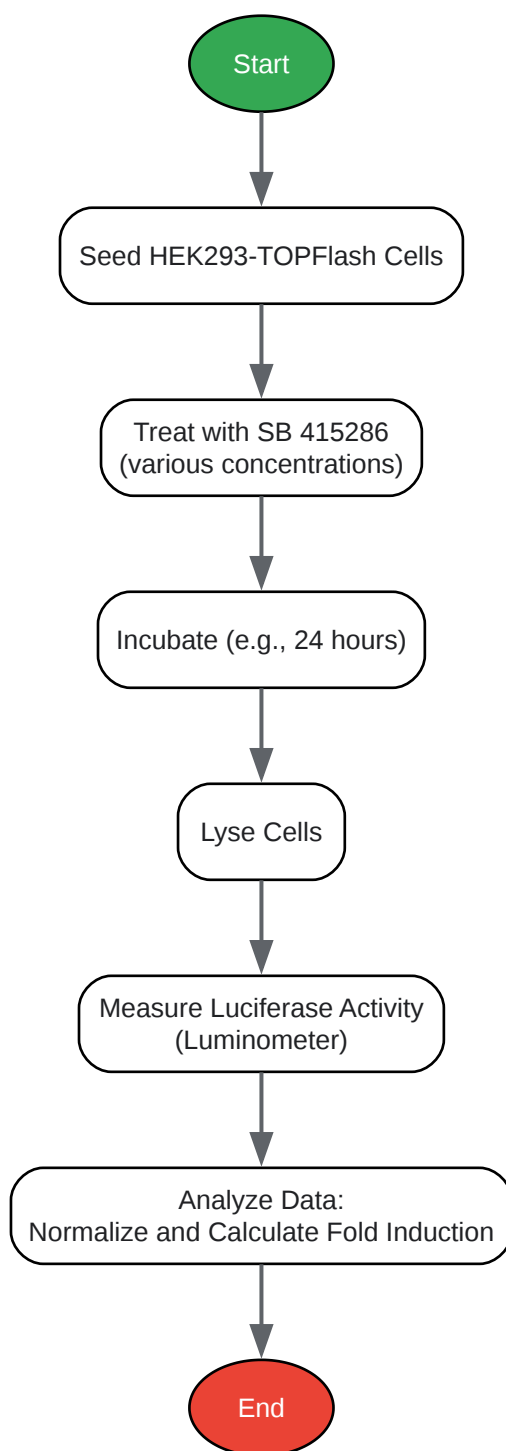 Start
Seed HEK293-TOPFlash Cells
Treat with SB 415286
(various concentrations)
Incubate (e.g., 24 hours)
Lyse Cells
Measure Luciferase Activity
(Luminometer)
Analyze Data:
Normalize and Calculate Fold Induction
End